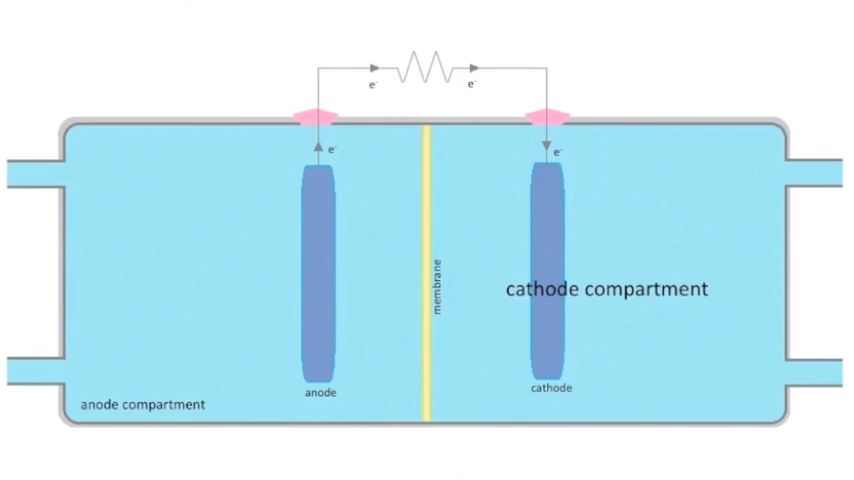 e⁻
e⁻
e⁻
e⁻
membrane
cathode compartment
anode
cathode
anode compartment